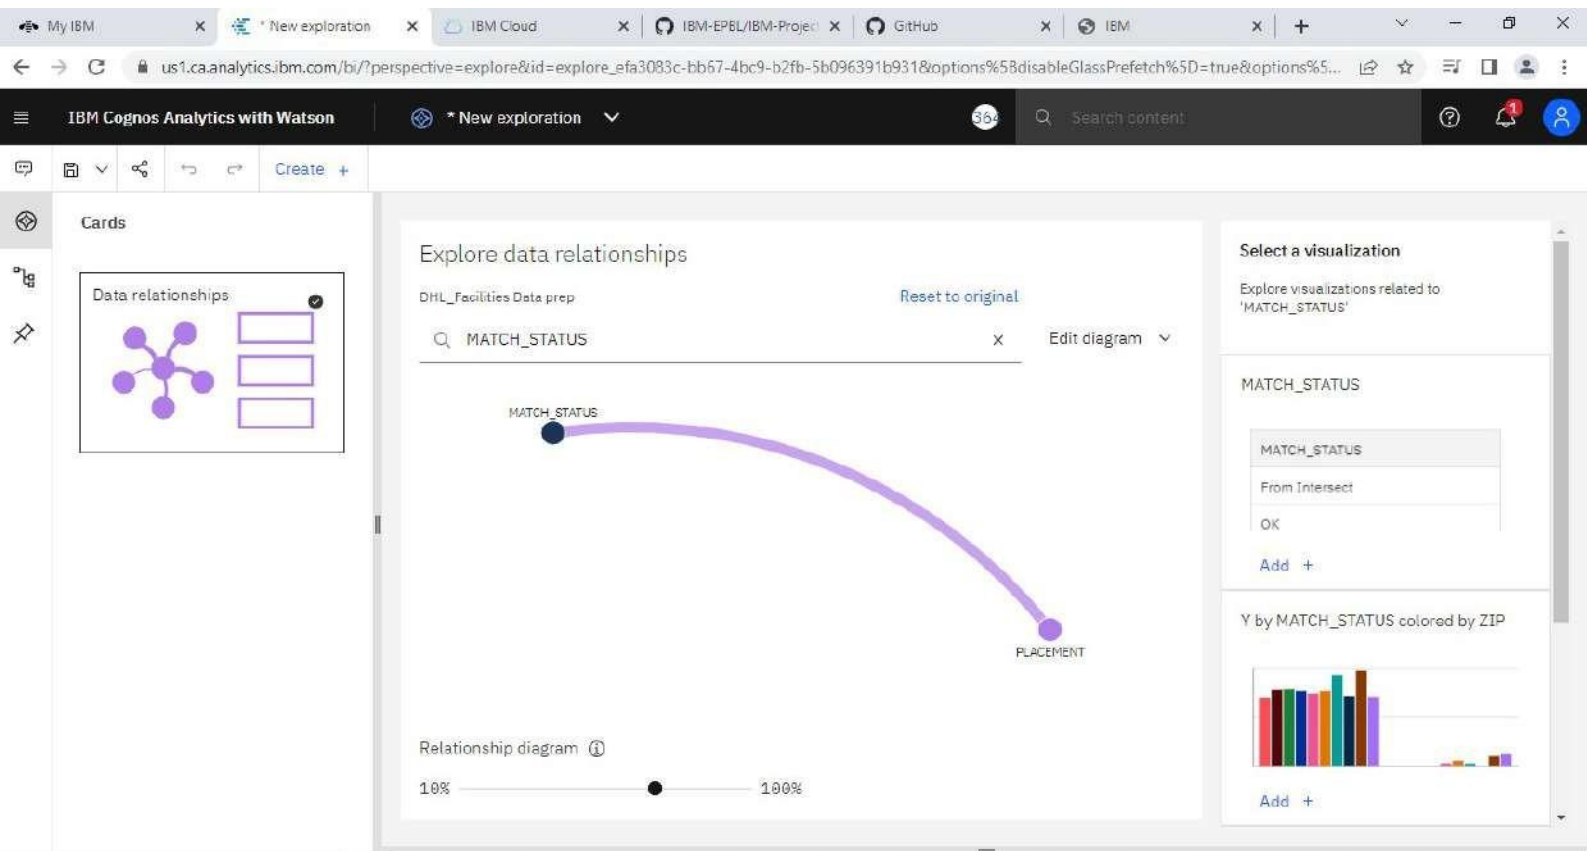 My IBM
* New exploration
IBM Cloud
IBM-EPBL/IBM-Projec
GitHub
IBM
us1.ca.analytics.ibm.com/bi/?perspective=explore&id=explore_efa3083c-bb67-4bc9-b2fb-5b096391b931&options%5BdisableGlassPrefetch%5D=true&options%5...
IBM Cognos Analytics with Watson
* New exploration
364
Search content
1
Create +
Cards
Data relationships
Explore data relationships
DHL_Facilities Data prep
Reset to original
MATCH_STATUS
Edit diagram
MATCH_STATUS
PLACEMENT
Relationship diagram
10%
100%
Select a visualization
Explore visualizations related to
'MATCH_STATUS'
MATCH_STATUS
MATCH_STATUS
From Intersect
OK
Add +
Y by MATCH_STATUS colored by ZIP
Add +